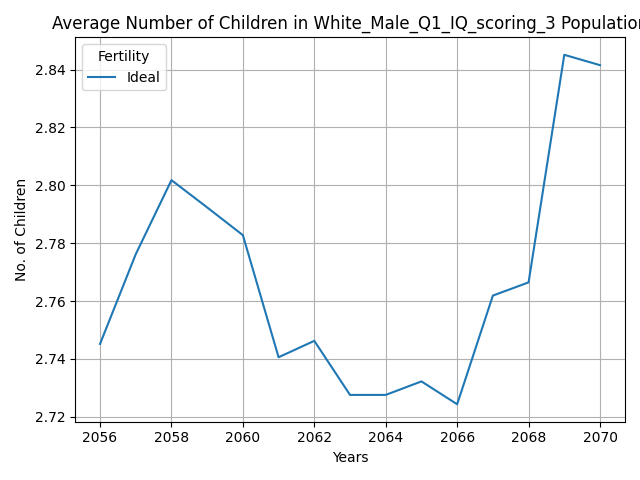 Average Number of Children in White_Male_Q1_IQ_scoring_3 Population
Fertility
Ideal
No. of Children
2.84
2.82
2.80
2.78
2.76
2.74
2.72
2056 2058 2060 2062 2064 2066 2068 2070
Years